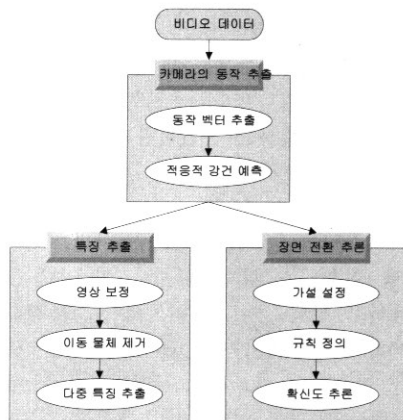 비디오 데이터
카메라의 동작 추출
동작 벡터 추출
적응적 강건 예측
특징 추출
영상 보정
이동 물체 제거
다중 특징 추출
장면 전환 추론
가설 설정
규칙 정의
확신도 추론